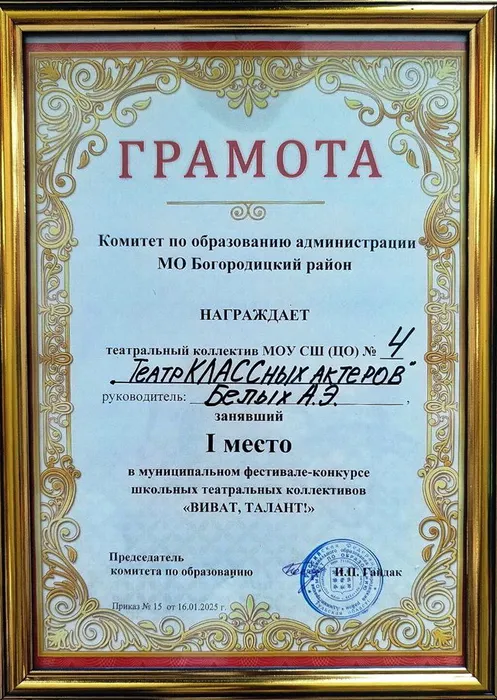 ГРАМОТА
Комитет по образованию администрации
МО Богородицкий район
НАГРАЖДАЕТ
театральный коллектив МОУ СШ (ЦО) № 4
„ТеатрКЛАССных актеров"
руководитель: Белых А.Э.,
занявший
I место
в муниципальном фестивале-конкурсе
школьных театральных коллективов
«ВИВАТ, ТАЛАНТ!»
Председатель
комитета по образованию И.П. Гайдак
Приказ № 15 от 16.01.2025 г.